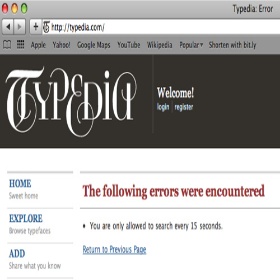 Typedia: Error
http://typedia.com/
Apple Yahoo! Google Maps YouTube Wikipedia Popular Shorten with bit.ly
TYPEDIA
Welcome!
login register
HOME
Sweet home
The following errors were encountered
EXPLORE
Browse typefaces
• You are only allowed to search every 15 seconds.
ADD
Share what you know
Return to Previous Page